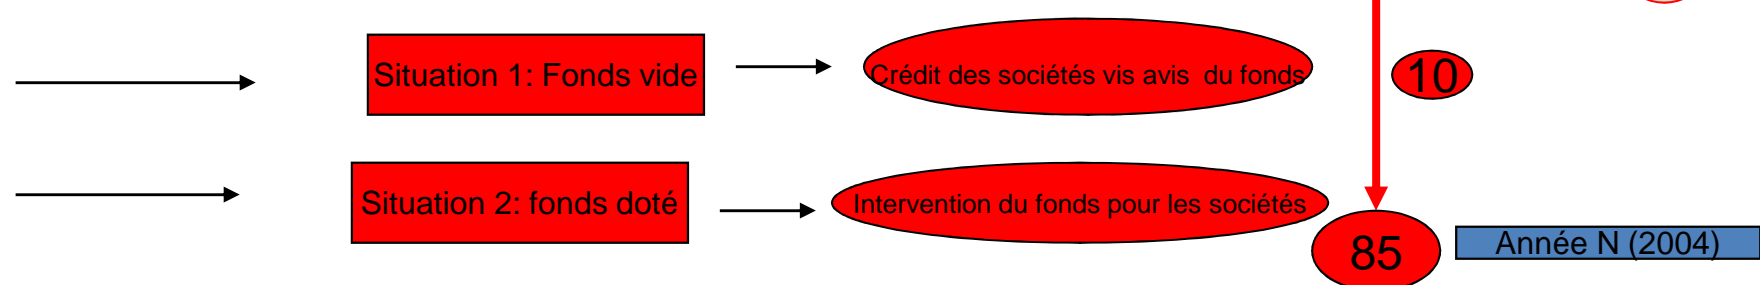 Situation 1: Fonds vide
Crédit des sociétés vis avis  du fonds
10
Situation 2: fonds doté
Intervention du fonds pour les sociétés
85
Année N (2004)